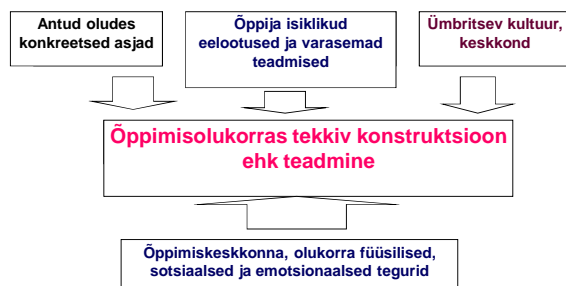 Antud oludes
konkreetsed asjad
Õppija isiklikud
eelootused ja varasemad
teadmised
Ümbritsev kultuur,
keskkond
Õppimisolukorras tekkiv konstruktsioon
ehk teadmine
Õppimiskeskkonna, olukorra füüsilised,
sotsiaalsed ja emotsionaalsed tegurid